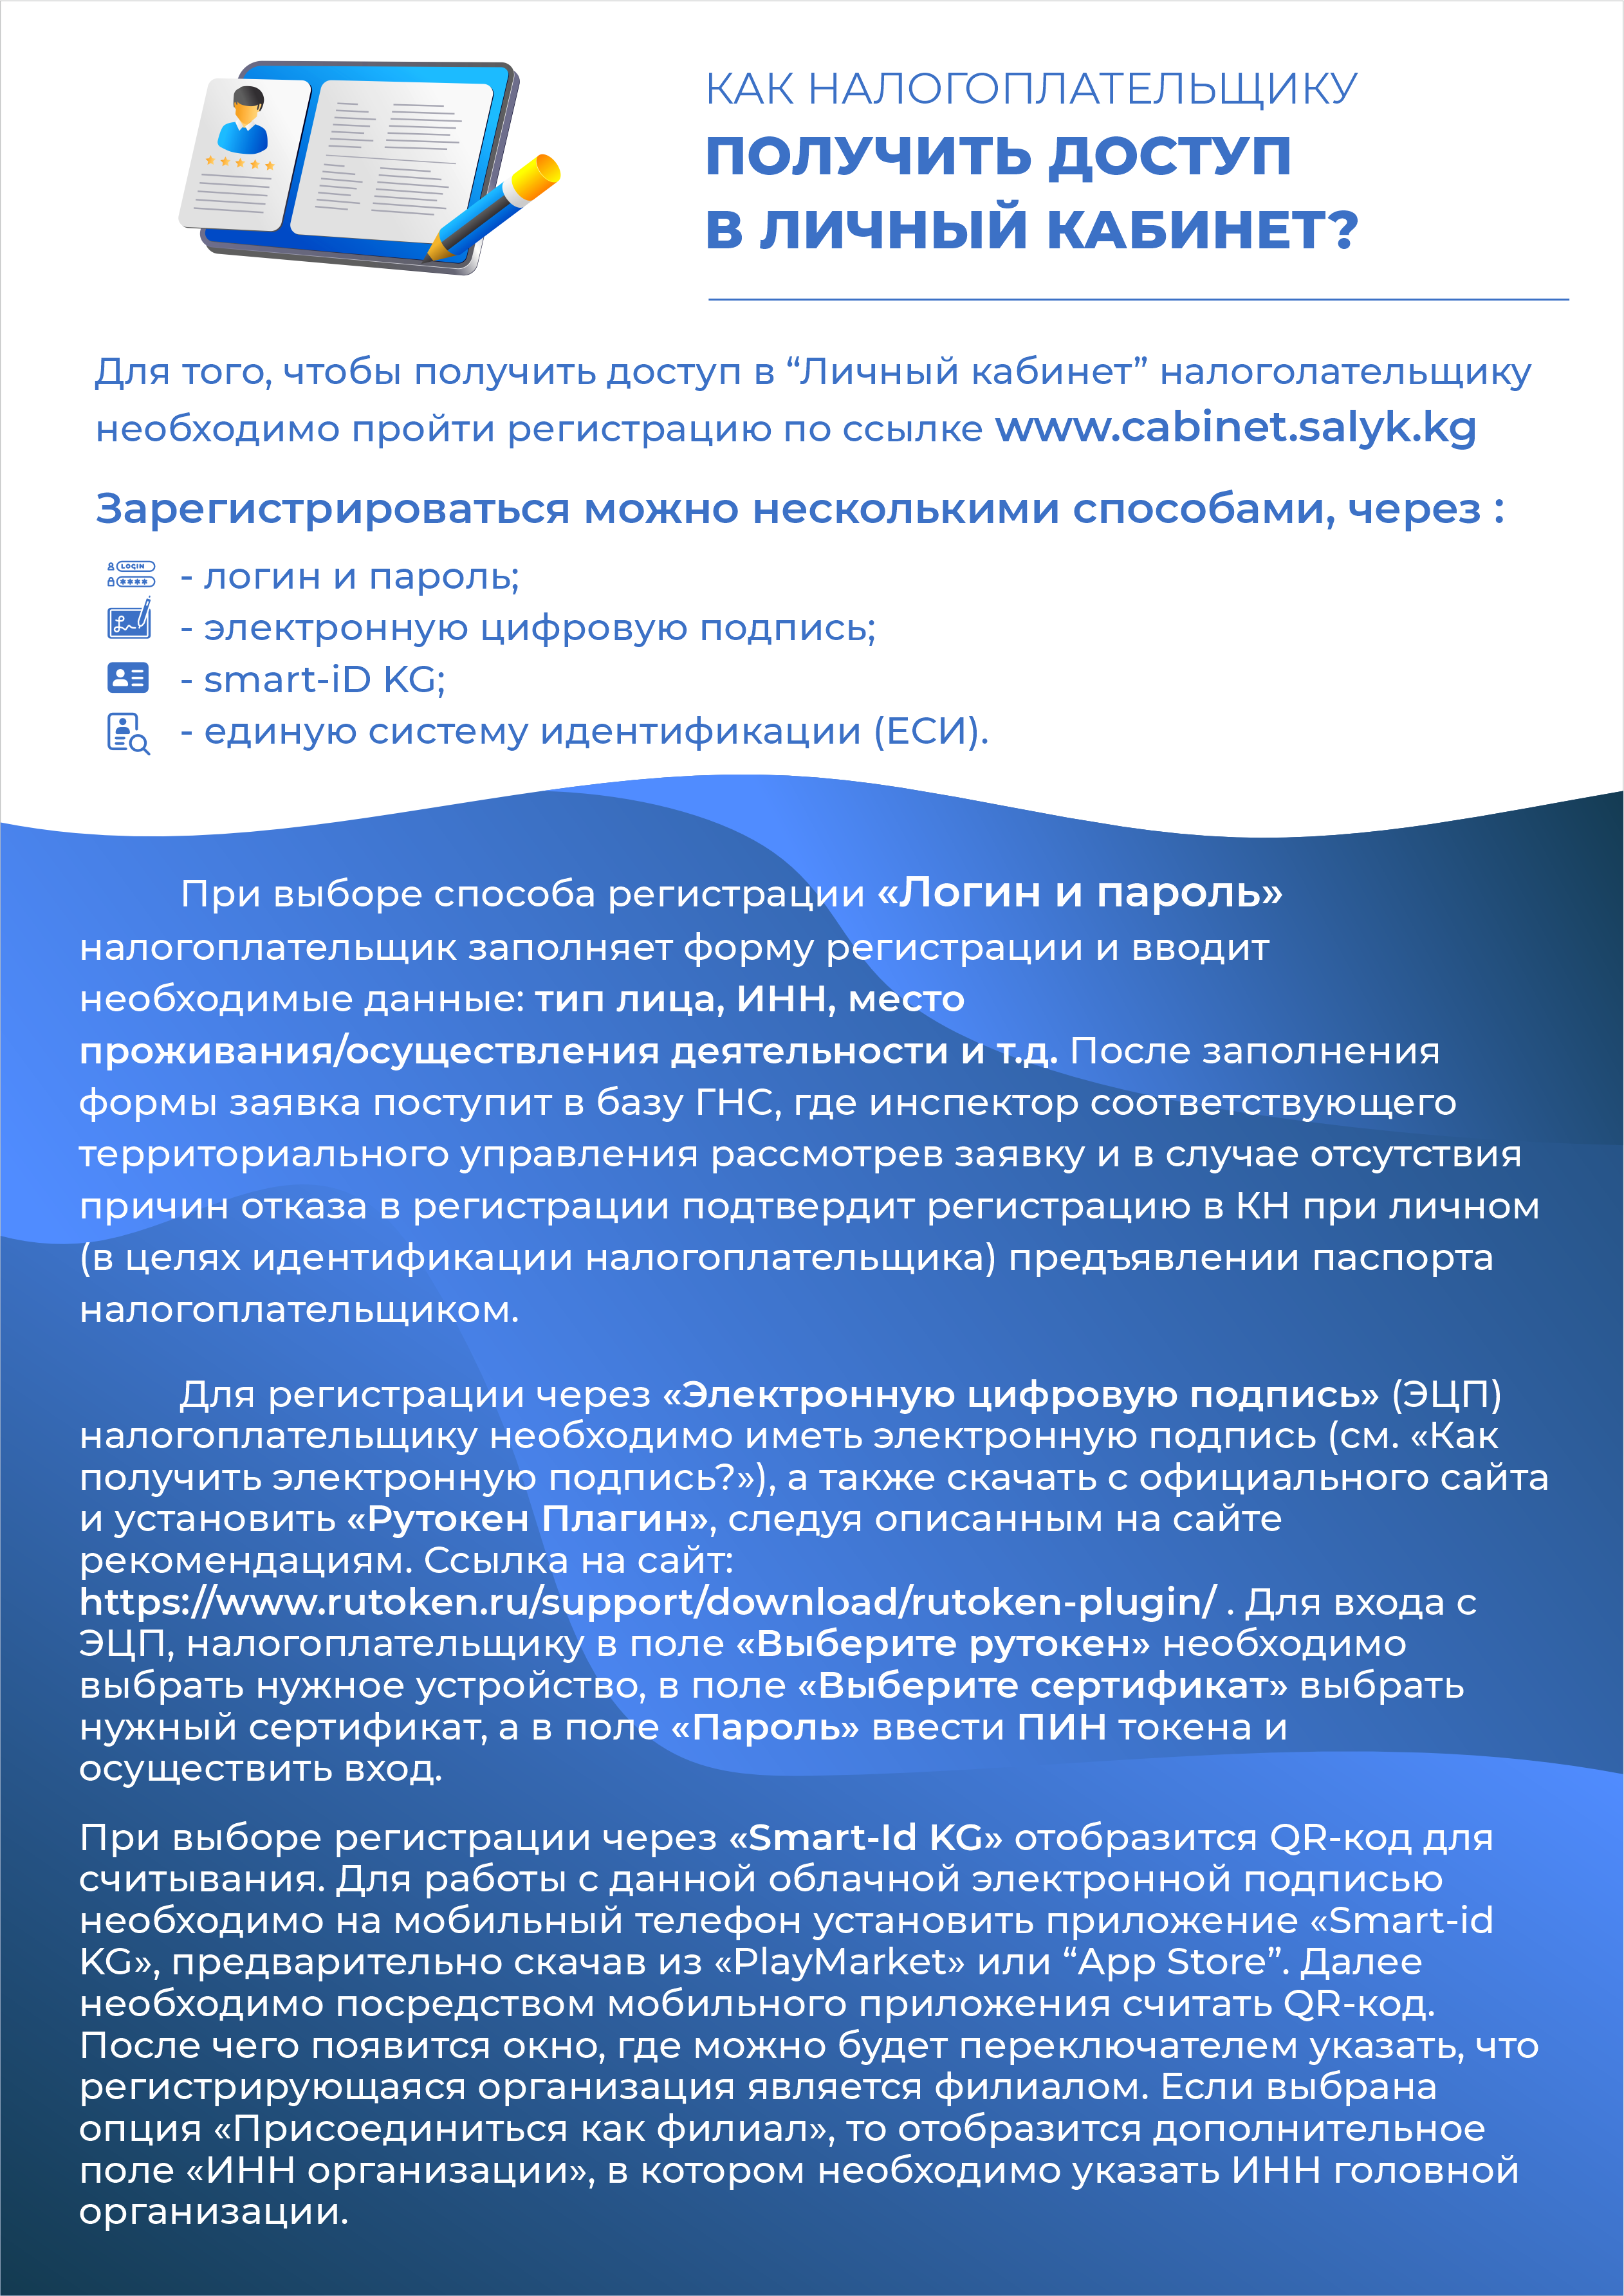 КАК НАЛОГОПЛАТЕЛЬЩИКУ
ПОЛУЧИТЬ ДОСТУП
В ЛИЧНЫЙ КАБИНЕТ?
Для того, чтобы получить доступ в “Личный кабинет” налоголательщику
необходимо пройти регистрацию по ссылке www.cabinet.salyk.kg
Зарегистрироваться можно несколькими способами, через :
LOGIN
****
- логин и пароль;
- электронную цифровую подпись;
- smart-iD KG;
- единую систему идентификации (ЕСИ).
При выборе способа регистрации «Логин и пароль»
налогоплательщик заполняет форму регистрации и вводит
необходимые данные: тип лица, ИНН, место
проживания/осуществления деятельности и т.д. После заполнения
формы заявка поступит в базу ГНС, где инспектор соответствующего
территориального управления рассмотрев заявку и в случае отсутствия
причин отказа в регистрации подтвердит регистрацию в КН при личном
(в целях идентификации налогоплательщика) предъявлении паспорта
налогоплательщиком.
Для регистрации через «Электронную цифровую подпись» (ЭЦП)
налогоплательщику необходимо иметь электронную подпись (см. «Как
получить электронную подпись?»), а также скачать с официального сайта
и установить «Рутокен Плагин», следуя описанным на сайте
рекомендациям. Ссылка на сайт:
https://www.rutoken.ru/support/download/rutoken-plugin/ . Для входа с
ЭЦП, налогоплательщику в поле «Выберите рутокен» необходимо
выбрать нужное устройство, в поле «Выберите сертификат» выбрать
нужный сертификат, а в поле «Пароль» ввести ПИН токена и
осуществить вход.
При выборе регистрации через «Smart-Id KG» отобразится QR-код для
считывания. Для работы с данной облачной электронной подписью
необходимо на мобильный телефон установить приложение «Smart-id
KG», предварительно скачав из «PlayMarket» или “App Store”. Далее
необходимо посредством мобильного приложения считать QR-код.
После чего появится окно, где можно будет переключателем указать, что
регистрирующаяся организация является филиалом. Если выбрана
опция «Присоединиться как филиал», то отобразится дополнительное
поле «ИНН организации», в котором необходимо указать ИНН головной
организации.